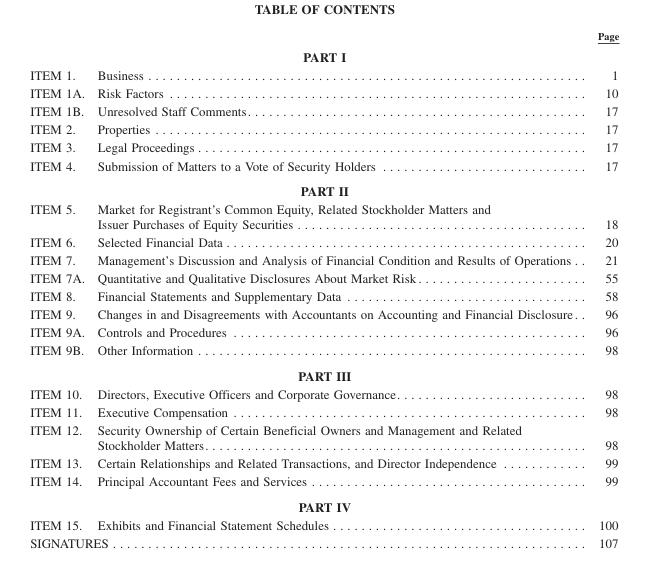 TABLE OF CONTENTS
Page
PART I
ITEM 1. Business . . . . . . . . . . . . . . . . . . . . . . . . . . . . . . . . . . . . . . . . . . . . . . . . . . . . . . . . . . . . . . 1
ITEM 1A. Risk Factors . . . . . . . . . . . . . . . . . . . . . . . . . . . . . . . . . . . . . . . . . . . . . . . . . . . . . . . . . . . 10
ITEM 1B. Unresolved Staff Comments. . . . . . . . . . . . . . . . . . . . . . . . . . . . . . . . . . . . . . . . . . . . . . . . 17
ITEM 2. Properties . . . . . . . . . . . . . . . . . . . . . . . . . . . . . . . . . . . . . . . . . . . . . . . . . . . . . . . . . . . . . 17
ITEM 3. Legal Proceedings . . . . . . . . . . . . . . . . . . . . . . . . . . . . . . . . . . . . . . . . . . . . . . . . . . . . . . . 17
ITEM 4. Submission of Matters to a Vote of Security Holders . . . . . . . . . . . . . . . . . . . . . . . . . . . . . 17
PART II
ITEM 5. Market for Registrant's Common Equity, Related Stockholder Matters and
Issuer Purchases of Equity Securities . . . . . . . . . . . . . . . . . . . . . . . . . . . . . . . . . . . . . . . . . 18
ITEM 6. Selected Financial Data . . . . . . . . . . . . . . . . . . . . . . . . . . . . . . . . . . . . . . . . . . . . . . . . . . . 20
ITEM 7. Management's Discussion and Analysis of Financial Condition and Results of Operations . . 21
ITEM 7A. Quantitative and Qualitative Disclosures About Market Risk . . . . . . . . . . . . . . . . . . . . . . . . 55
ITEM 8. Financial Statements and Supplementary Data . . . . . . . . . . . . . . . . . . . . . . . . . . . . . . . . . . 58
ITEM 9. Changes in and Disagreements with Accountants on Accounting and Financial Disclosure. . 96
ITEM 9A. Controls and Procedures . . . . . . . . . . . . . . . . . . . . . . . . . . . . . . . . . . . . . . . . . . . . . . . . . . 96
ITEM 9B. Other Information . . . . . . . . . . . . . . . . . . . . . . . . . . . . . . . . . . . . . . . . . . . . . . . . . . . . . . . 98
PART III
ITEM 10. Directors, Executive Officers and Corporate Governance. . . . . . . . . . . . . . . . . . . . . . . . . . . 98
ITEM 11. Executive Compensation . . . . . . . . . . . . . . . . . . . . . . . . . . . . . . . . . . . . . . . . . . . . . . . . . . 98
ITEM 12. Security Ownership of Certain Beneficial Owners and Management and Related
Stockholder Matters. . . . . . . . . . . . . . . . . . . . . . . . . . . . . . . . . . . . . . . . . . . . . . . . . . . . . . 98
ITEM 13. Certain Relationships and Related Transactions, and Director Independence . . . . . . . . . . . . 99
ITEM 14. Principal Accountant Fees and Services . . . . . . . . . . . . . . . . . . . . . . . . . . . . . . . . . . . . . . . 99
PART IV
ITEM 15. Exhibits and Financial Statement Schedules . . . . . . . . . . . . . . . . . . . . . . . . . . . . . . . . . . . . 100
SIGNATURES . . . . . . . . . . . . . . . . . . . . . . . . . . . . . . . . . . . . . . . . . . . . . . . . . . . . . . . . . . . . . . . . . . . 107